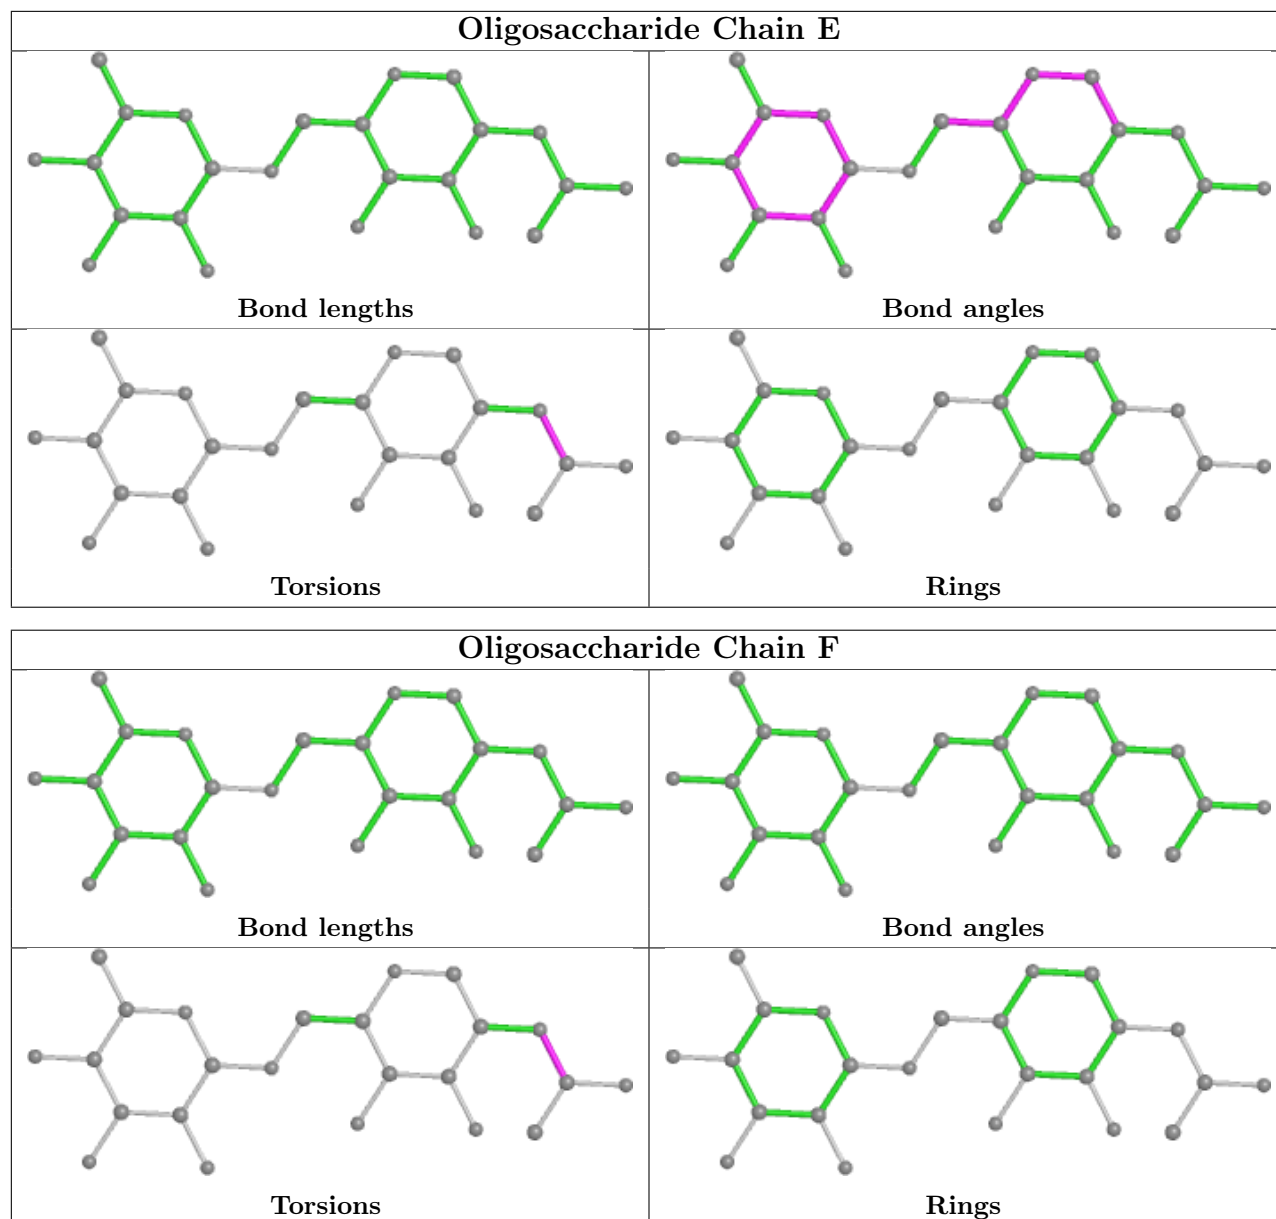 Oligosaccharide Chain E
Bond lengths
Bond angles
Torsions
Rings
Oligosaccharide Chain F
Bond lengths
Bond angles
Torsions
Rings